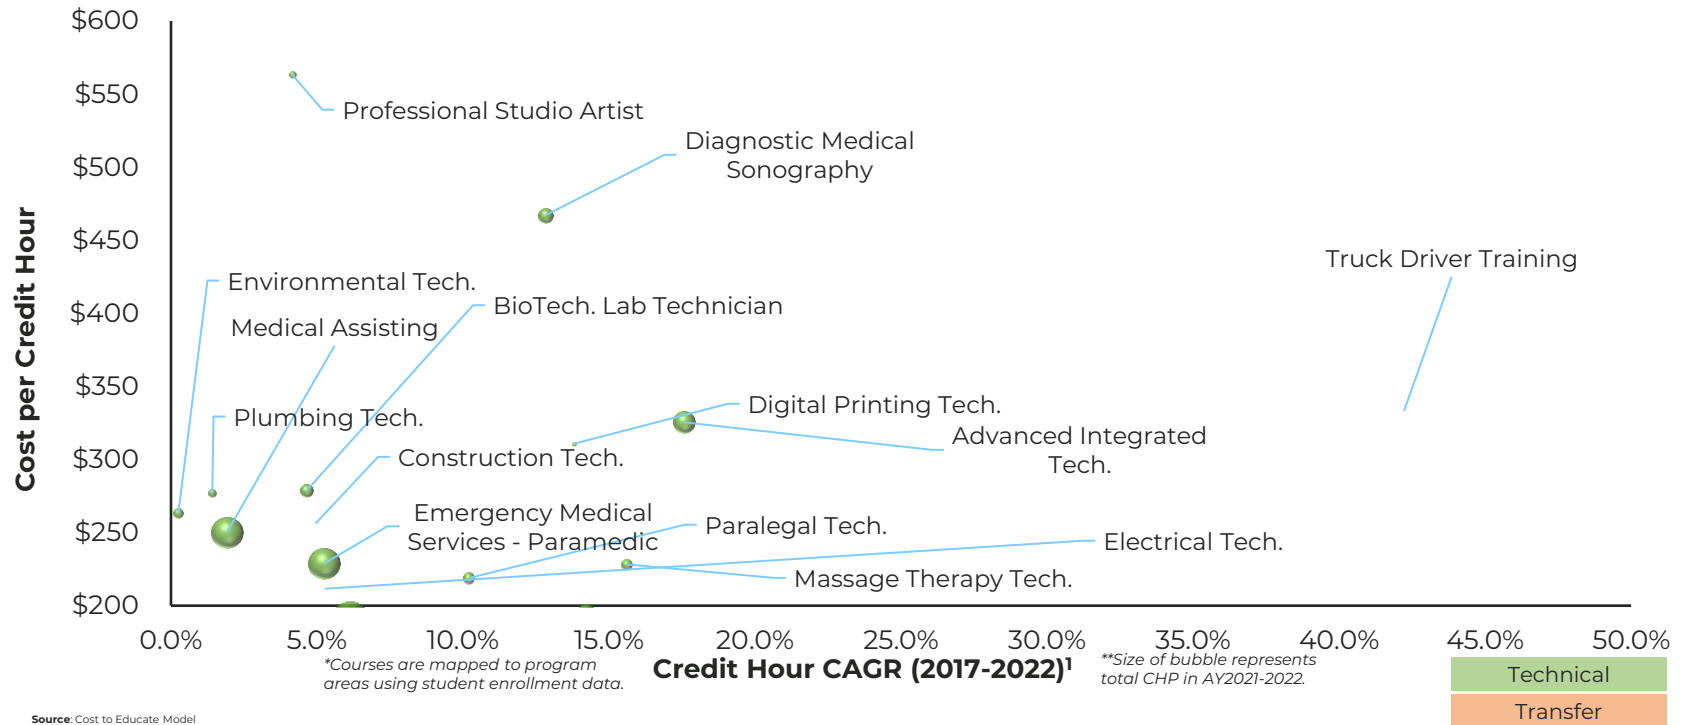 $600
$550
$500
$450
$400
$350
$300
$250
$200
Cost per Credit Hour
Professional Studio Artist
Diagnostic Medical
Sonography
Truck Driver Training
Environmental Tech.
BioTech. Lab Technician
Medical Assisting
Plumbing Tech.
Digital Printing Tech.
Advanced Integrated
Tech.
Construction Tech.
Emergency Medical
Services - Paramedic
Paralegal Tech.
Electrical Tech.
Massage Therapy Tech.
0.0% 5.0% 10.0% 15.0% 20.0% 25.0% 30.0% 35.0% 40.0% 45.0% 50.0%
*Courses are mapped to program
areas using student enrollment data.
Credit Hour CAGR (2017-2022)¹
**Size of bubble represents
total CHP in AY2021-2022.
Technical
Transfer
Source: Cost to Educate Model